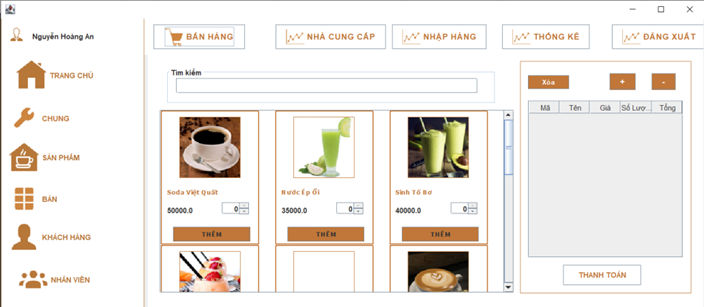 Nguyễn Hoàng An
BÁN HÀNG
NHÀ CUNG CẤP
NHẬP HÀNG
THỐNG KÊ
ĐĂNG XUẤT
TRANG CHỦ
CHUNG
SẢN PHẨM
BÀN
KHÁCH HÀNG
NHÂN VIÊN
Tìm kiếm
Soda Việt Quất
50000.0
0
THÊM
Nước Ép Ổi
35000.0
0
THÊM
Sinh Tố Bơ
40000.0
0
THÊM
Xóa
+
-
Mã Tên Giá Số Lượ... Tổng
THANH TOÁN